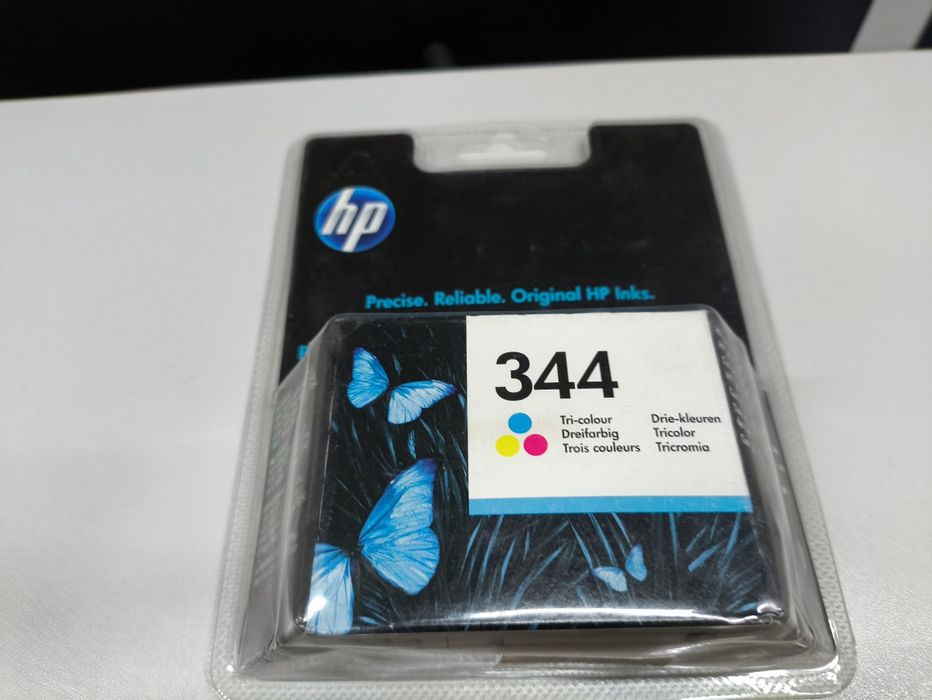 hp
Precise. Reliable. Original HP Inks.
344
Tri-colour Drie-kleuren
Dreifarbig Tricolor
Trois couleurs Tricromia